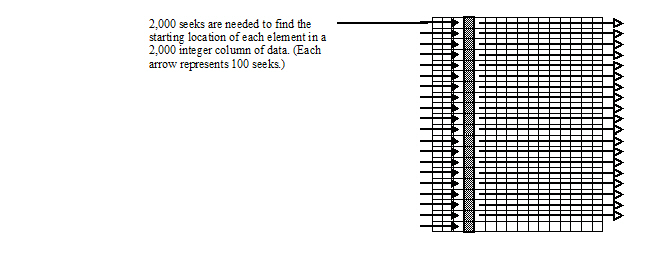 2,000 seeks are needed to find the
starting location of each element in a
2,000 integer column of data. (Each
arrow represents 100 seeks.)